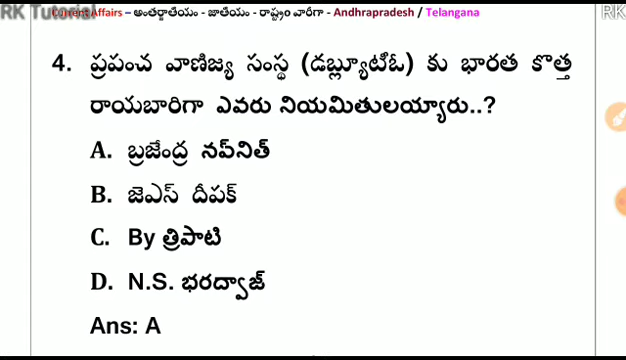 RK Tutorial
Current Affairs – అంతర్జాతీయం - జాతీయం - రాష్ట్రం వారీగా - Andhrapradesh / Telangana
RK
4. ప్రపంచ వాణిజ్య సంస్థ (డబ్ల్యూటీఓ) కు భారత కొత్త
రాయబారిగా ఎవరు నియమితులయ్యారు..?
A. బ్రజేంద్ర నవ్‌నిత్
B. జెఎస్ దీపక్
C. By త్రిపాటి
D. N.S. భరద్వాజ్
Ans: A